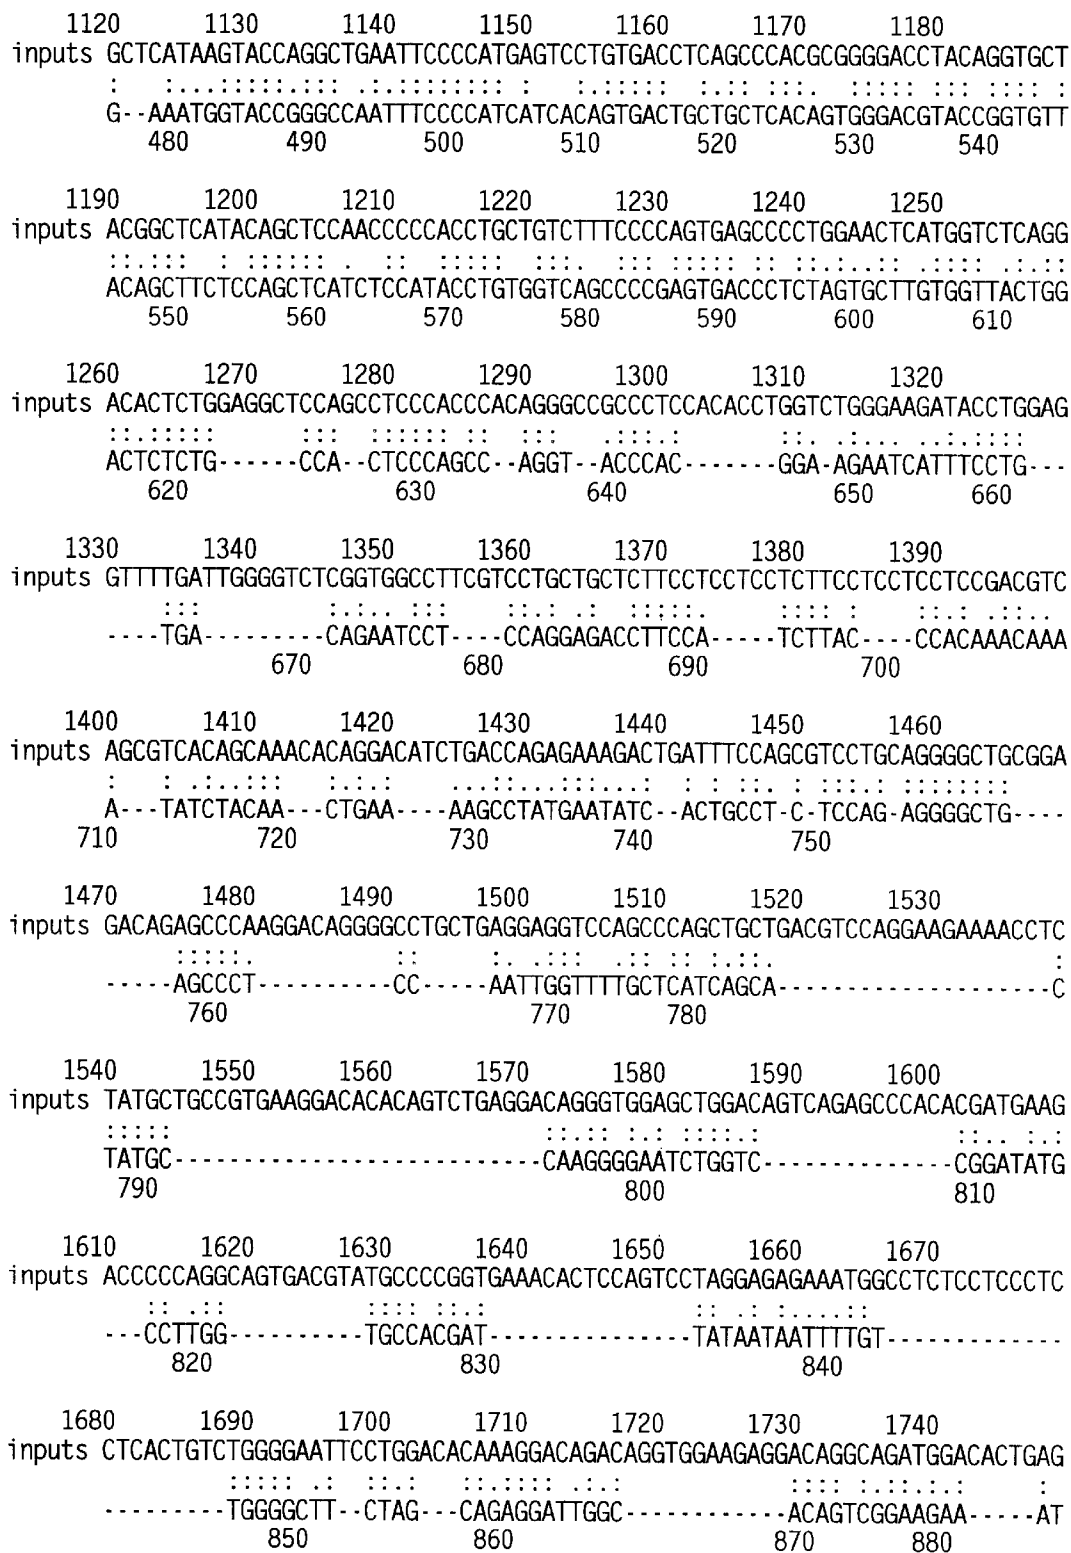 1120 1130 1140 1150 1160 1170 1180
inputs GCTCATAAGTACCAGGCTGAATTCCCCATGAGTCCTGTGACCTCAGCCCACGCGGGGACCTACAGGTGCT
: :....:::::.::: .:::::::::: : :.::::: :.:: :::. ::::: ::: :::: :
G--AAATGGTACCGGGCCAATTTCCCCATCATCACAGTGACTGCTGCTCACAGTGGGACGTACCGGTGTT
480 490 500 510 520 530 540
1190 1200 1210 1220 1230 1240 1250
inputs ACGGCTCATACAGCTCCAACCCCCACCTGCTGTCTTTCCCCAGTGAGCCCCTGGAACTCATGGTCTCAGG
::.::: : :::::: . :: ::::: :::. ::: ::::: :: ::.:..:: .:::: .:.::
ACAGCTTCTCCAGCTCATCTCCATACCTGTGGTCAGCCCCGAGTGACCCTCTAGTGCTTGTGGTTACTGG
550 560 570 580 590 600 610
1260 1270 1280 1290 1300 1310 1320
inputs ACACTCTGGAGGCTCCAGCCTCCCACCCACAGGGCCGCCCTCCACACCTGGTCTGGGAAGATACCTGGAG
::.::::: ::: :::::: :: ::: .::: : ::. .:... ..:.::::
ACTCTCTG------CCA--CTCCCAGCC--AGGT--ACCCAC-------GGA-AGAATCATTTCCTG---
620 630 640 650 660
1330 1340 1350 1360 1370 1380 1390
inputs GTTTTGATTGGGGTCTCGGTGGCCTTCGTCCTGCTGCTCTTCCTCCTCCTCTTCCTCCTCCTCCGACGTC
::: :.:.. ::: ::.: .: :::::. :::: : ::.: .::..
----TGA---------CAGAATCCT----CCAGGAGACCTTCCA-----TCTTAC----CCACAAACAAA
670 680 690 700
1400 1410 1420 1430 1440 1450 1460
inputs AGCGTCACAGCAAACACAGGACATCTGACCAGAGAAAGACTGATTTCCAGCGTCCTGCAGGGGCTGCGGA
: : :..::: :.:. ...::..:::..: : : ::. : ::::.: ::::::::
A---TATCTACAA---CTGAA----AAGCCTATGAATATC--ACTGCCT-C-TCCAG-AGGGGCTG----
710 720 730 740 750
1470 1480 1490 1500 1510 1520 1530
inputs GACAGAGCCCAAGGACAGGGGCCTGCTGAGGAGGTCCAGCCCAGCTGCTGACGTCCAGGAAGAAAACCTC
:::::. :: :. .::: .:: :: :.::. :
-----AGCCCT----------CC-----AATTGGTTTTGCTCATCAGCA--------------------C
760 770 780
1540 1550 1560 1570 1580 1590 1600
inputs TATGCTGCCGTGAAGGACACACAGTCTGAGGACAGGGTGGAGCTGGACAGTCAGAGCCCACACGATGAAG
::::: ::.:: :.: ::::.: ::.. :.:
TATGC---------------------------CAAGGGGAATCTGGTC--------------CGGATATG
790 800 810
1610 1620 1630 1640 1650 1660 1670
inputs ACCCCCAGGCAGTGACGTATGCCCCGGTGAAACACTCCAGTCCTAGGAGAGAAATGGCCTCTCCTCCCTC
:: .:: :::: ::.: :: .: :....::
---CCTTGG----------TGCCACGAT---------------TATAATAATTTTGT-------------
820 830 840
1680 1690 1700 1710 1720 1730 1740
inputs CTCACTGTCTGGGGAATTCCTGGACACAAAGGACAGACAGGTGGAAGAGGACAGGCAGATGGACACTGAG
::::: .: ::.: ::.::::. :.:: :::: :.::.::. :
---------TGGGGCTT--CTAG---CAGAGGATTGGC------------ACAGTCGGAAGAA-----AT
850 860 870 880